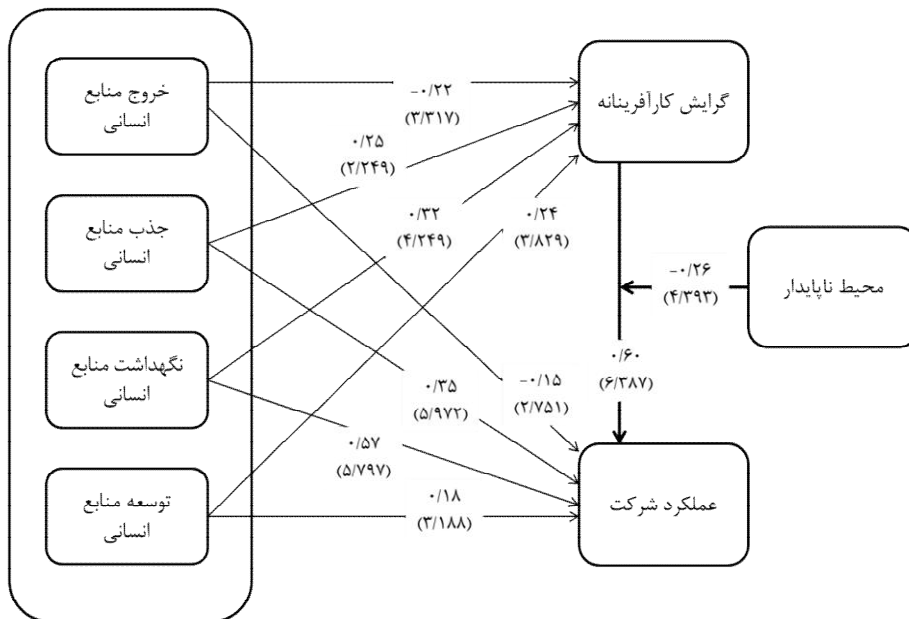 خروج منابع
انسانی
جذب منابع
انسانی
نگهداشت منابع
انسانی
توسعه منابع
انسانی
گرایش کارآفرینانه
محیط ناپایدار
عملکرد شرکت
-۰/۲۲
(۳/۳۱۷)
۰/۲۵
(۲/۲۴۹)
۰/۳۲
(۴/۲۴۹)
۰/۲۴
(۳/۸۲۹)
-۰/۲۶
(۴/۳۹۳)
۰/۶۰
(۶/۳۸۷)
-۰/۱۵
(۲/۷۵۱)
۰/۳۵
(۵/۹۷۲)
۰/۵۷
(۵/۷۹۷)
۰/۱۸
(۳/۱۸۸)